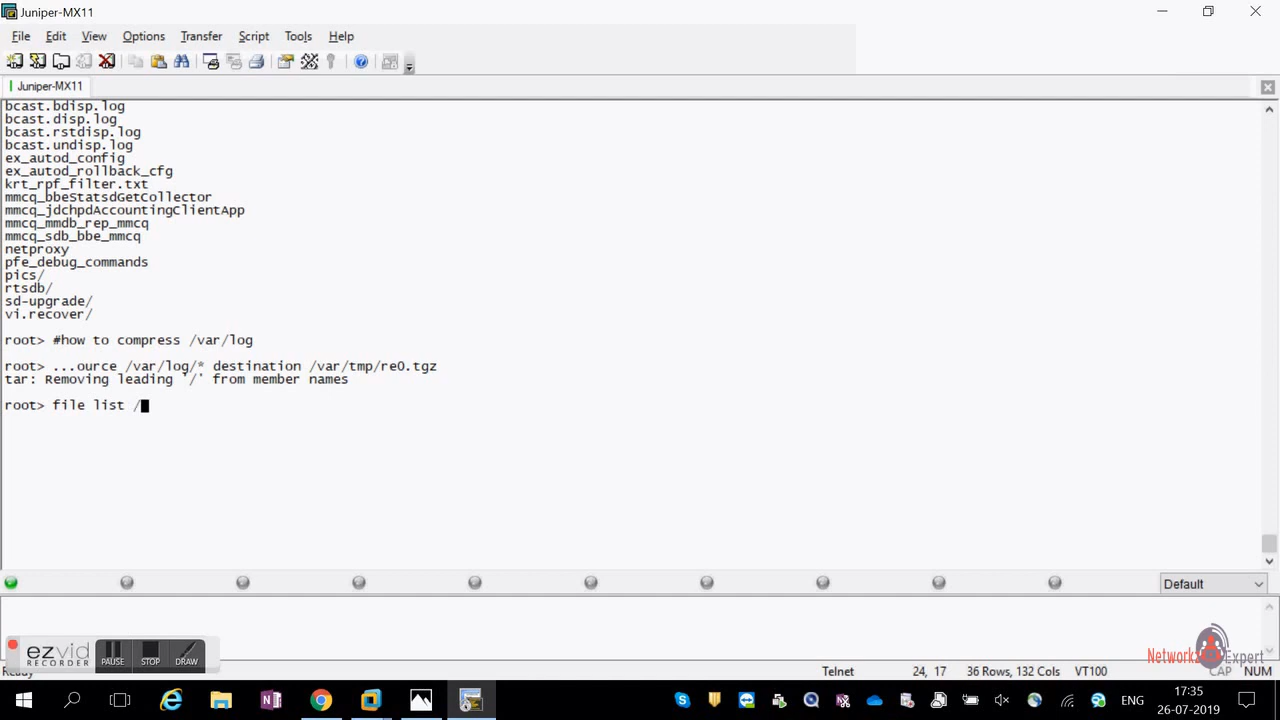 Juniper-MX11
File Edit View Options Transfer Script Tools Help
Juniper-MX11
bcast.bdisp.log
bcast.disp.log
bcast.rstdisp.log
bcast.undisp.log
ex_autod_config
ex_autod_rollback_cfg
krt_rpf_filter.txt
mmcq_bbeStatsdGetCollector
mmcq_jdchpdAccountingClientApp
mmcq_mmdb_rep_mmcq
mmcq_sdb_bbe_mmcq
netproxy
pfe_debug_commands
pics/
rtsdb/
sd-upgrade/
vi.recover/
root> #how to compress /var/log
root> ...ource /var/log/* destination /var/tmp/re0.tgz
tar: Removing leading '/' from member names
root> file list /
Default
ezvid
RECORDER
PAUSE STOP DRAW
Expert
Ready Telnet 24, 17 36 Rows, 132 Cols VT100 CAP NUM
ENG 17:35
26-07-2019